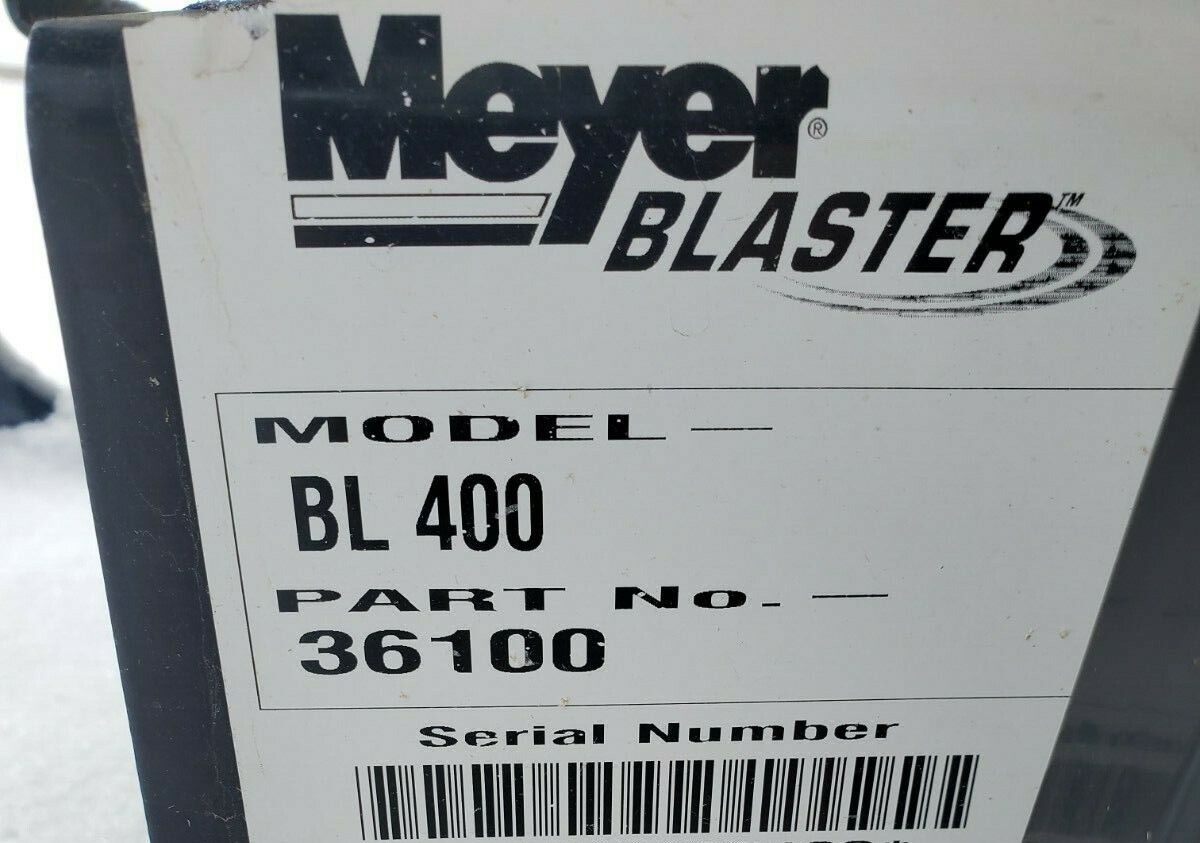 Meyer®
BLASTER™
MODEL —
BL 400
PART No. —
36100
Serial Number